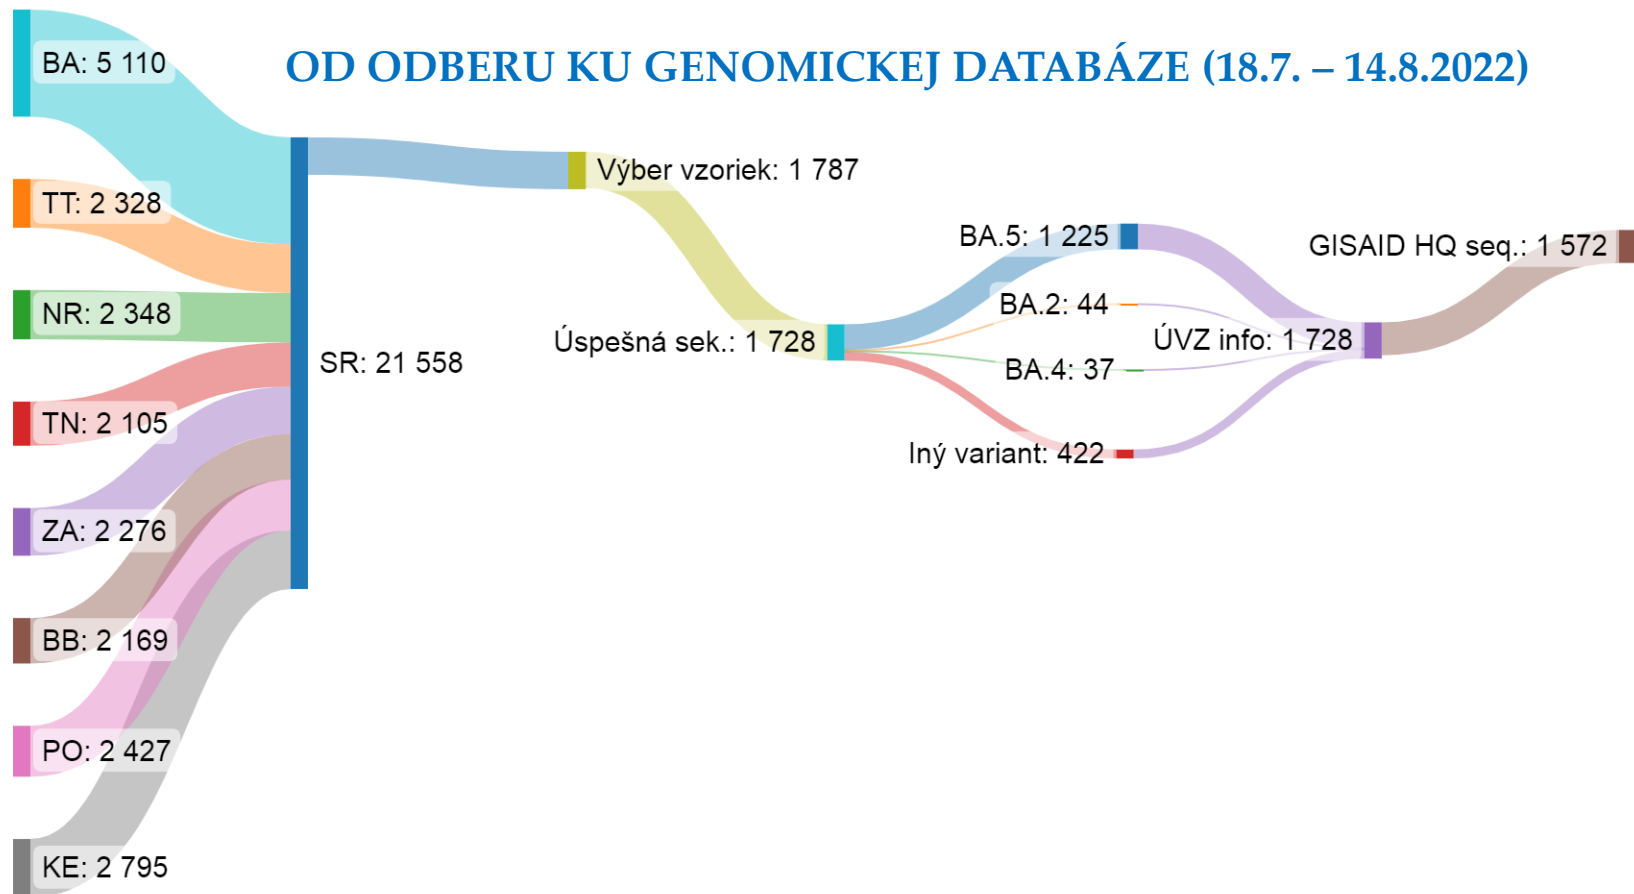 OD ODBERU KU GENOMICKEJ DATABÁZE (18.7. – 14.8.2022)
BA: 5 110
TT: 2 328
NR: 2 348
TN: 2 105
ZA: 2 276
BB: 2 169
PO: 2 427
KE: 2 795
SR: 21 558
Výber vzoriek: 1 787
Úspešná sek.: 1 728
BA.5: 1 225
BA.2: 44
BA.4: 37
Iný variant: 422
ÚVZ info: 1 728
GISAID HQ seq.: 1 572